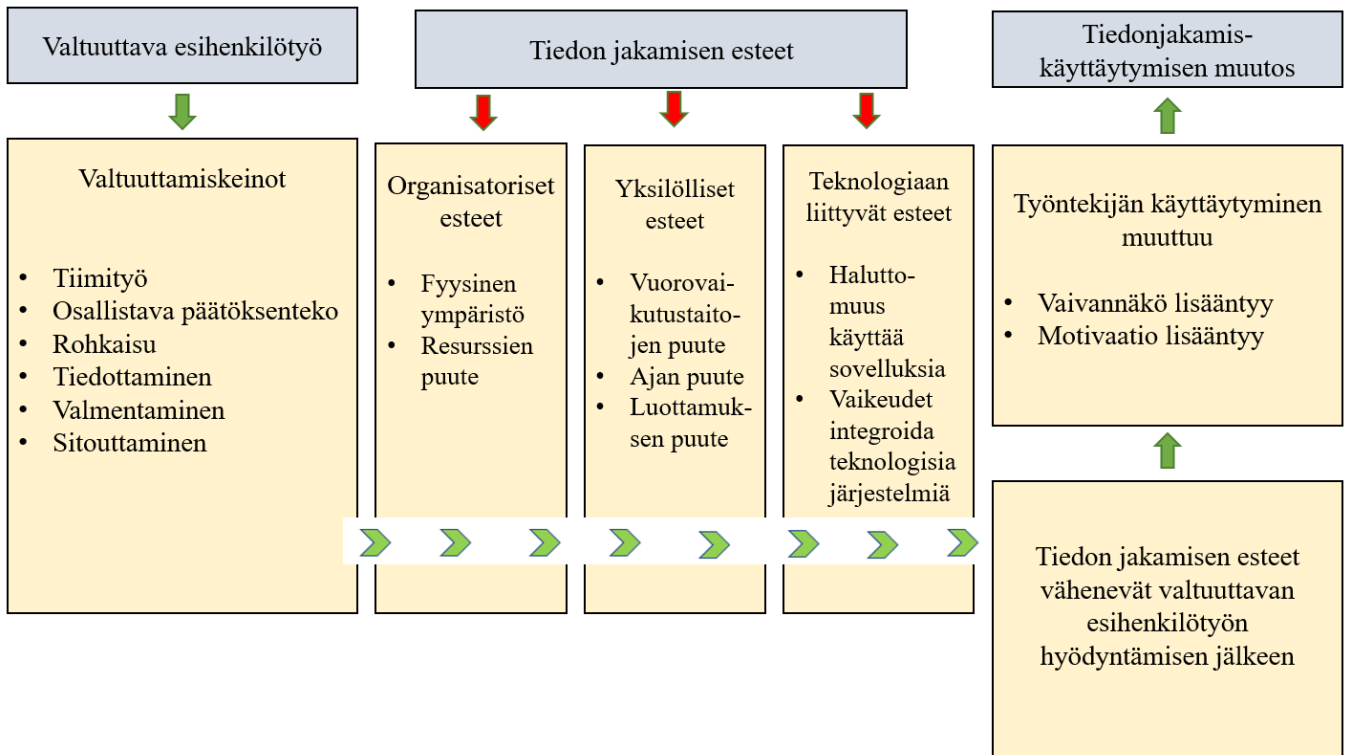 Valtuuttava esihenkilötyö
Tiedon jakamisen esteet
Tiedonjakamis-
käyttäytymisen muutos
Valtuuttamiskeinot
• Tiimityö
• Osallistava päätöksenteko
• Rohkaisu
• Tiedottaminen
• Valmentaminen
• Sitouttaminen
Organisatoriset
esteet
• Fyysinen
ympäristö
• Resurssien
puute
Yksilölliset
esteet
• Vuorovai-
kutustaito-
jen puute
• Ajan puute
• Luottamuk-
sen puute
Teknologiaan
liittyvät esteet
• Halutto-
muus
käyttää
sovelluksia
• Vaikeudet
integroida
teknologisia
järjestelmiä
Työntekijän käyttäytyminen
muuttuu
• Vaivannäkö lisääntyy
• Motivaatio lisääntyy
Tiedon jakamisen esteet
vähenevät valtuuttavan
esihenkilötyön
hyödyntämisen jälkeen